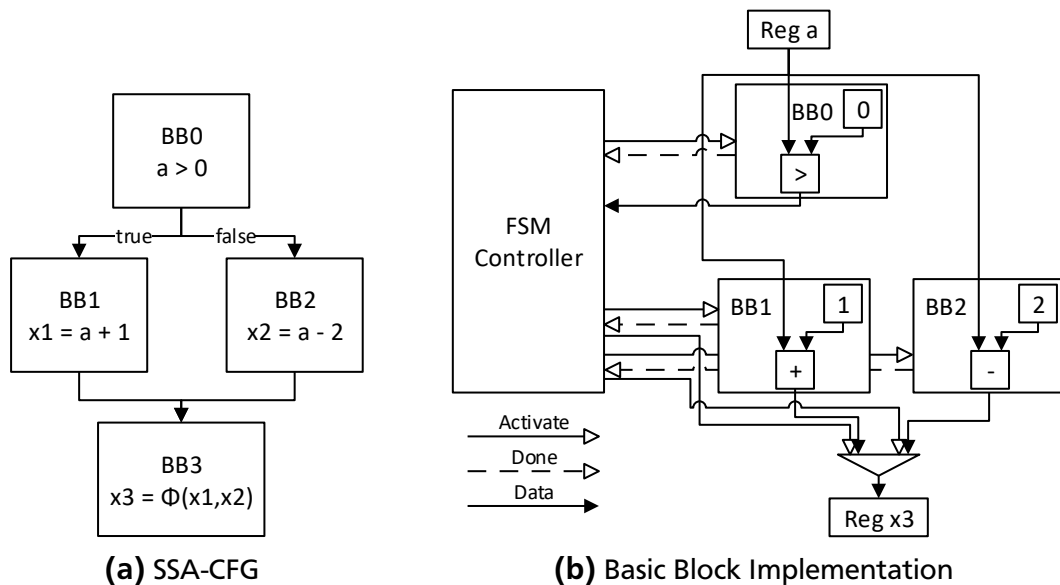 BB0
a > 0
true
false
BB1
x1 = a + 1
BB2
x2 = a - 2
BB3
x3 = Φ(x1,x2)
(a) SSA-CFG
Reg a
BB0
0
>
FSM
Controller
BB1
1
+
BB2
2
-
Activate
Done
Data
Reg x3
(b) Basic Block Implementation